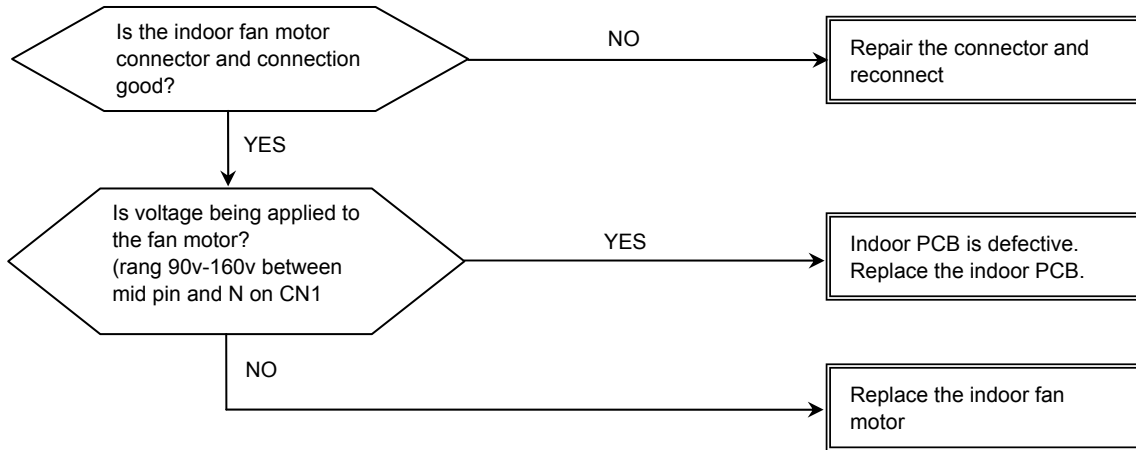 Is the indoor fan motor
connector and connection
good?
NO
Repair the connector and
reconnect
YES
Is voltage being applied to
the fan motor?
(rang 90v-160v between
mid pin and N on CN1
YES
Indoor PCB is defective.
Replace the indoor PCB.
NO
Replace the indoor fan
motor